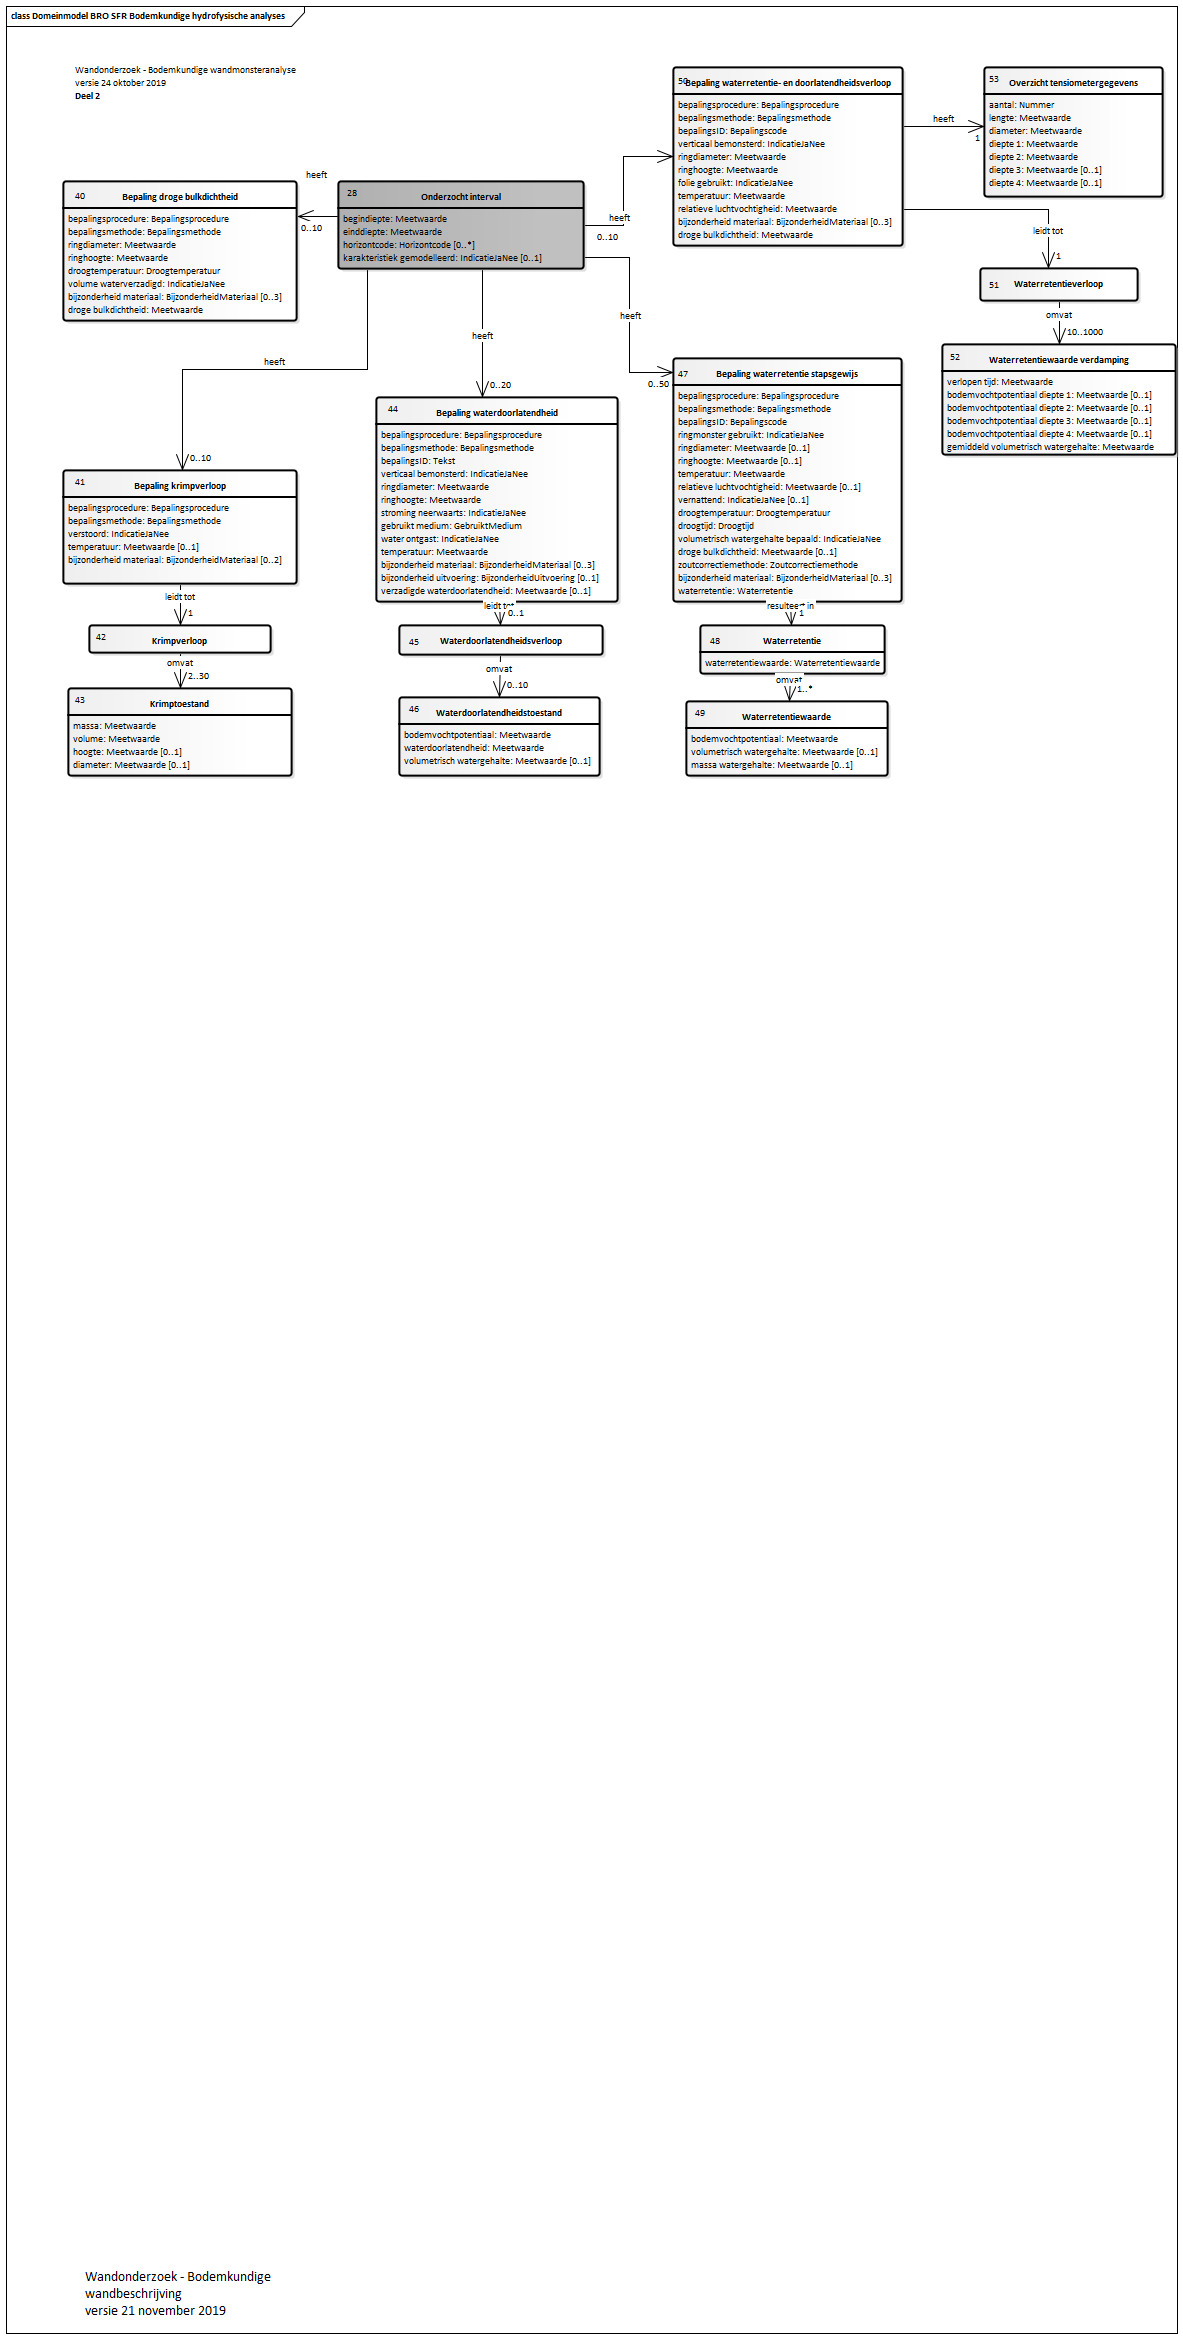 class Domeinmodel BRO SFR Bodemkundige hydrofysische analyses
Wandonderzoek - Bodemkundige wandmonsteranalyse
versie 24 oktober 2019
Deel 2
50
Bepaling waterretentie- en doorlatendheidsverloop
bepalingsprocedure: Bepalingsprocedure
bepalingsmethode: Bepalingsmethode
bepalingsID: Bepalingscode
verticaal bemonsterd: IndicatieJaNee
ringdiameter: Meetwaarde
ringhoogte: Meetwaarde
folie gebruikt: IndicatieJaNee
temperatuur: Meetwaarde
relatieve luchtvochtigheid: Meetwaarde
bijzonderheid materiaal: BijzonderheidMateriaal [0..3]
droge bulkdichtheid: Meetwaarde
heeft
1
53
Overzicht tensiometergegevens
aantal: Nummer
lengte: Meetwaarde
diameter: Meetwaarde
diepte 1: Meetwaarde
diepte 2: Meetwaarde
diepte 3: Meetwaarde [0..1]
diepte 4: Meetwaarde [0..1]
40
Bepaling droge bulkdichtheid
bepalingsprocedure: Bepalingsprocedure
bepalingsmethode: Bepalingsmethode
ringdiameter: Meetwaarde
ringhoogte: Meetwaarde
droogtemperatuur: Droogtemperatuur
volume waterverzadigd: IndicatieJaNee
bijzonderheid materiaal: BijzonderheidMateriaal [0..3]
droge bulkdichtheid: Meetwaarde
heeft
0..10
28
Onderzocht interval
begindiepte: Meetwaarde
einddiepte: Meetwaarde
horizontcode: Horizontcode [0..*]
karakteristiek gemodelleerd: IndicatieJaNee [0..1]
heeft
0..10
leidt tot
1
51
Waterretentieverloop
omvat
10..1000
52
Waterretentiewaarde verdamping
verlopen tijd: Meetwaarde
bodemvochtpotentiaal diepte 1: Meetwaarde [0..1]
bodemvochtpotentiaal diepte 2: Meetwaarde [0..1]
bodemvochtpotentiaal diepte 3: Meetwaarde [0..1]
bodemvochtpotentiaal diepte 4: Meetwaarde [0..1]
gemiddeld volumetrisch watergehalte: Meetwaarde
heeft
0..10
heeft
0..20
heeft
0..50
41
Bepaling krimpverloop
bepalingsprocedure: Bepalingsprocedure
bepalingsmethode: Bepalingsmethode
verstoord: IndicatieJaNee
temperatuur: Meetwaarde [0..1]
bijzonderheid materiaal: BijzonderheidMateriaal [0..2]
leidt tot
1
42
Krimpverloop
omvat
2..30
43
Krimptoestand
massa: Meetwaarde
volume: Meetwaarde
hoogte: Meetwaarde [0..1]
diameter: Meetwaarde [0..1]
44
Bepaling waterdoorlatendheid
bepalingsprocedure: Bepalingsprocedure
bepalingsmethode: Bepalingsmethode
bepalingsID: Tekst
verticaal bemonsterd: IndicatieJaNee
ringdiameter: Meetwaarde
ringhoogte: Meetwaarde
stroming neerwaarts: IndicatieJaNee
gebruikt medium: GebruiktMedium
water ontgast: IndicatieJaNee
temperatuur: Meetwaarde
bijzonderheid materiaal: BijzonderheidMateriaal [0..3]
bijzonderheid uitvoering: BijzonderheidUitvoering [0..1]
verzadigde waterdoorlatendheid: Meetwaarde [0..1]
leidt tot
0..1
45
Waterdoorlatendheidsverloop
omvat
0..10
46
Waterdoorlatendheidstoestand
bodemvochtpotentiaal: Meetwaarde
waterdoorlatendheid: Meetwaarde
volumetrisch watergehalte: Meetwaarde [0..1]
47
Bepaling waterretentie stapsgewijs
bepalingsprocedure: Bepalingsprocedure
bepalingsmethode: Bepalingsmethode
bepalingsID: Bepalingscode
ringmonster gebruikt: IndicatieJaNee
ringdiameter: Meetwaarde [0..1]
ringhoogte: Meetwaarde [0..1]
temperatuur: Meetwaarde
relatieve luchtvochtigheid: Meetwaarde [0..1]
vernattend: IndicatieJaNee [0..1]
droogtemperatuur: Droogtemperatuur
droogtijd: Droogtijd
volumetrisch watergehalte bepaald: IndicatieJaNee
droge bulkdichtheid: Meetwaarde [0..1]
zoutcorrectiemethode: Zoutcorrectiemethode
bijzonderheid materiaal: BijzonderheidMateriaal [0..3]
waterretentie: Waterretentie
resulteert in
1
48
Waterretentie
waterretentiewaarde: Waterretentiewaarde
omvat
1..*
49
Waterretentiewaarde
bodemvochtpotentiaal: Meetwaarde
volumetrisch watergehalte: Meetwaarde [0..1]
massa watergehalte: Meetwaarde [0..1]
Wandonderzoek - Bodemkundige
wandbeschrijving
versie 21 november 2019